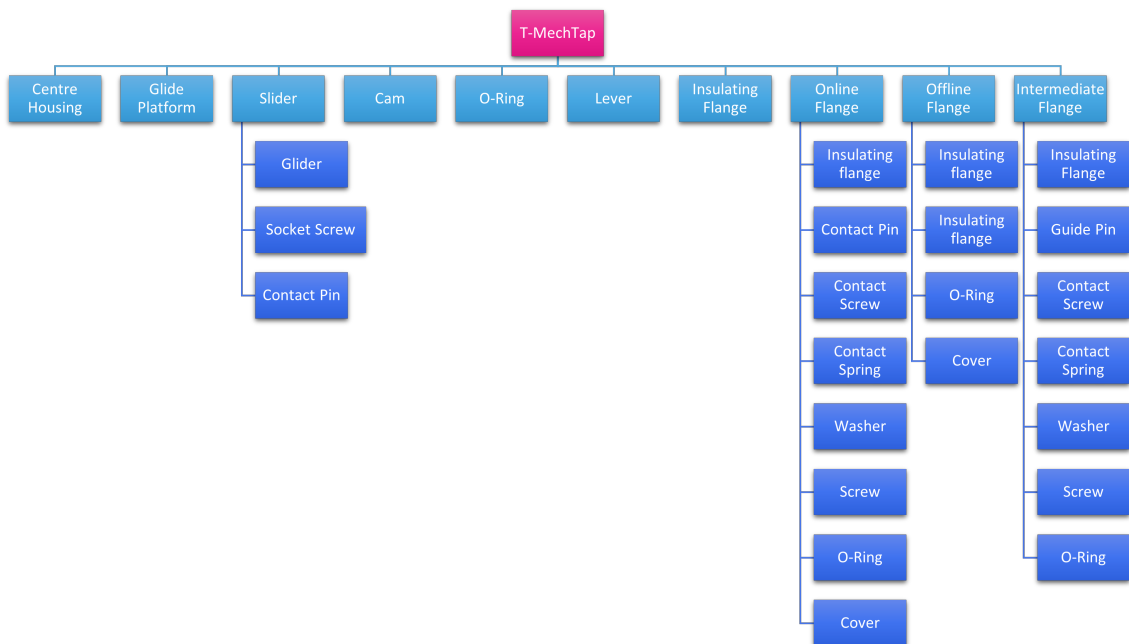 T-MechTap
Centre
Housing
Glide
Platform
Slider
Cam
O-Ring
Lever
Insulating
Flange
Online
Flange
Offline
Flange
Intermediate
Flange
Glider
Socket Screw
Contact Pin
Insulating
flange
Contact Pin
Contact
Screw
Contact
Spring
Washer
Screw
O-Ring
Cover
Insulating
flange
Insulating
flange
O-Ring
Cover
Insulating
Flange
Guide Pin
Contact
Screw
Contact
Spring
Washer
Screw
O-Ring